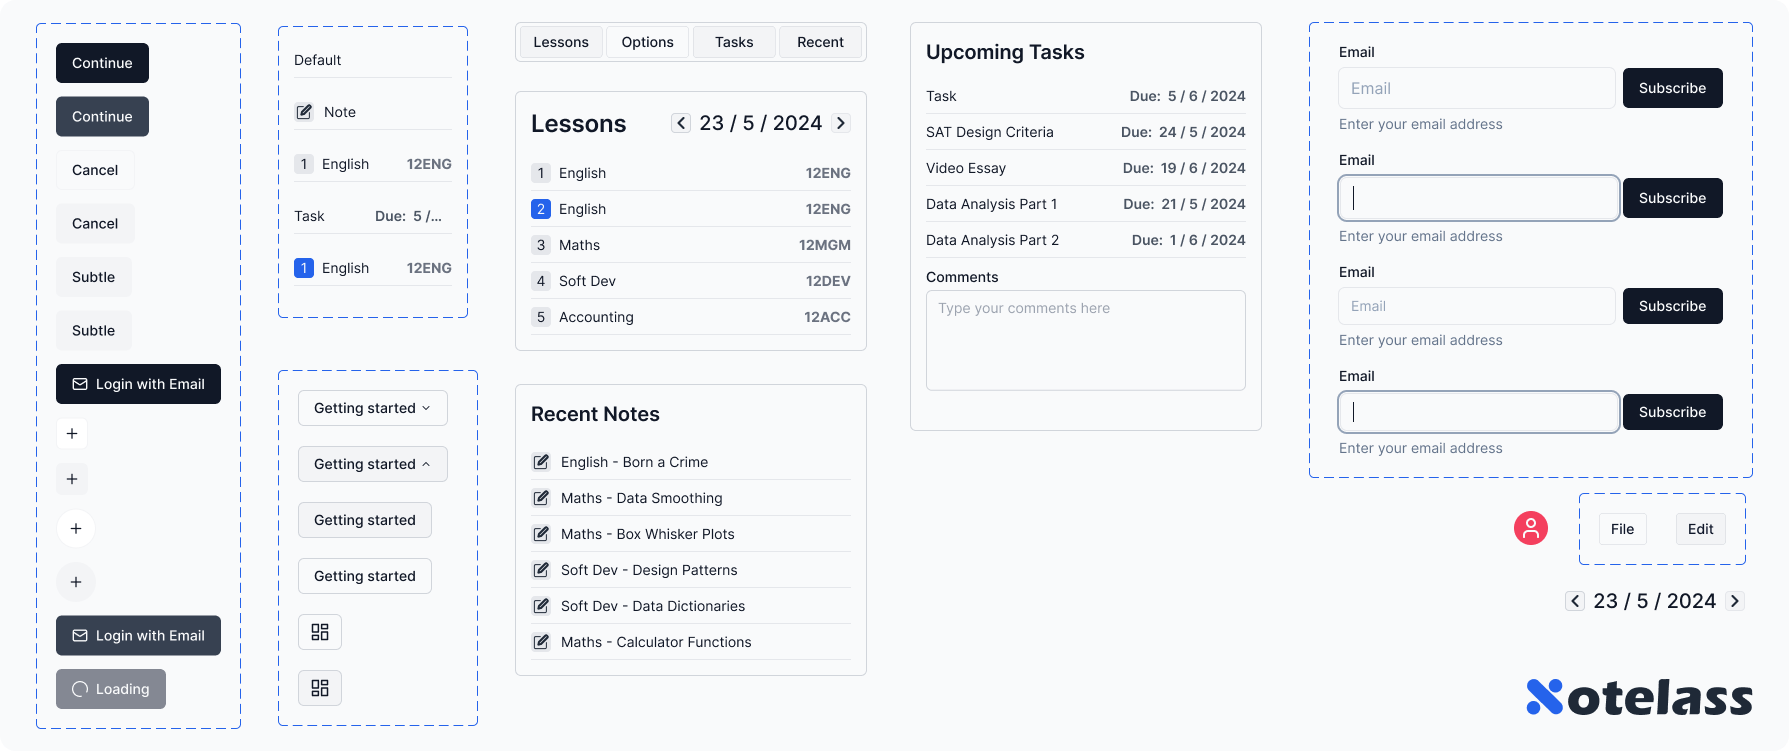 Continue
Continue
Cancel
Cancel
Subtle
Subtle
Login with Email
Login with Email
Loading
Default
Note
1 English 12ENG
Task Due: 5 /...
1 English 12ENG
Getting started
Getting started
Getting started
Getting started
Lessons Options Tasks Recent
Lessons 23 / 5 / 2024
1 English 12ENG
2 English 12ENG
3 Maths 12MGM
4 Soft Dev 12DEV
5 Accounting 12ACC
Recent Notes
English - Born a Crime
Maths - Data Smoothing
Maths - Box Whisker Plots
Soft Dev - Design Patterns
Soft Dev - Data Dictionaries
Maths - Calculator Functions
Upcoming Tasks
Task Due: 5 / 6 / 2024
SAT Design Criteria Due: 24 / 5 / 2024
Video Essay Due: 19 / 6 / 2024
Data Analysis Part 1 Due: 21 / 5 / 2024
Data Analysis Part 2 Due: 1 / 6 / 2024
Comments
Type your comments here
Email
Email Subscribe
Enter your email address
Email
Subscribe
Enter your email address
Email
Email Subscribe
Enter your email address
Email
Subscribe
Enter your email address
File Edit
23 / 5 / 2024
Notelass